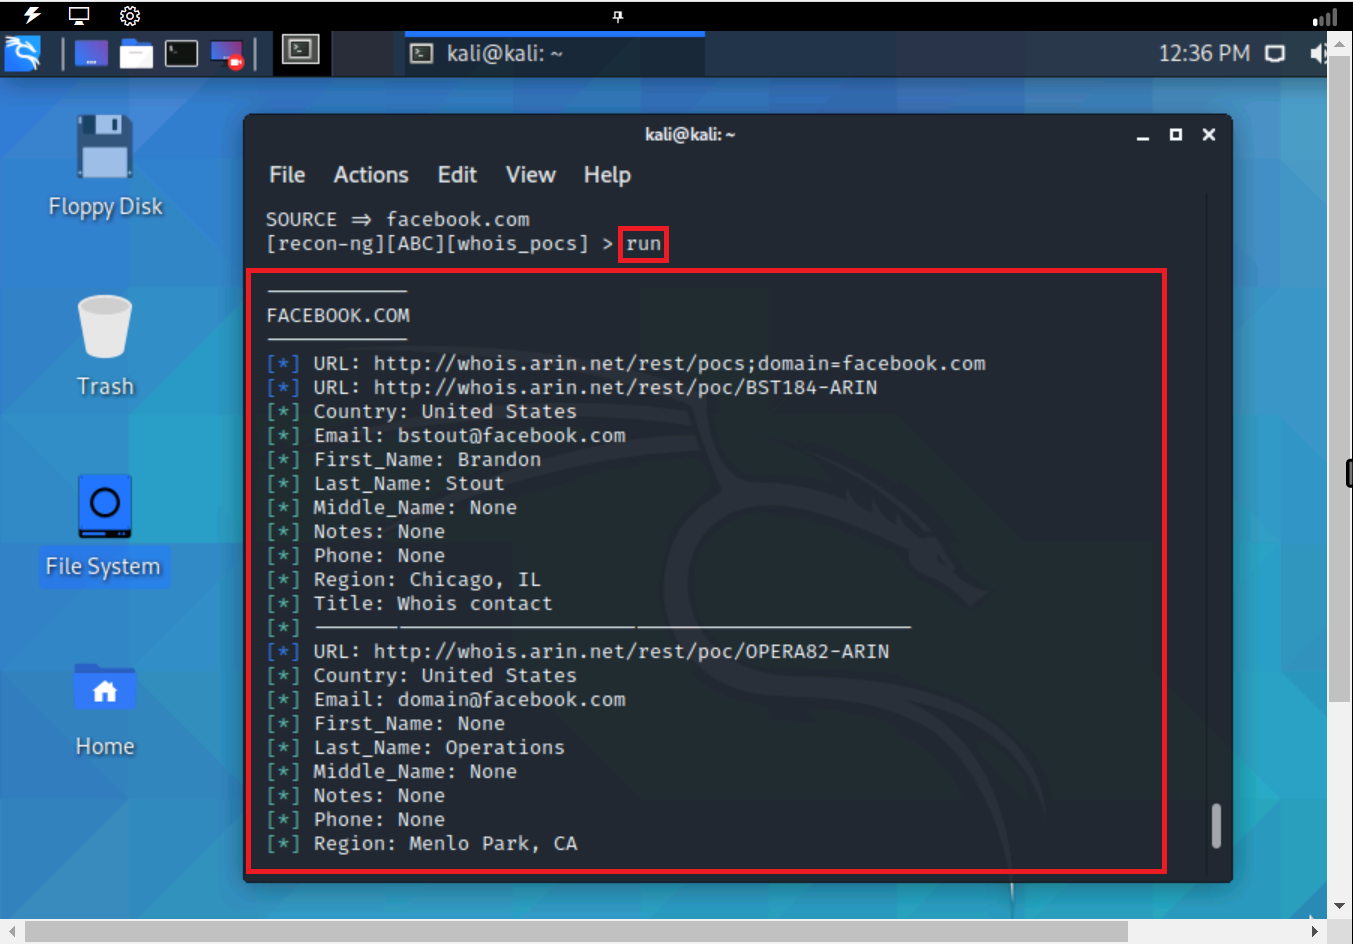 kali@kali: ~
12:36 PM
Floppy Disk
Trash
File System
Home
kali@kali: ~
File Actions Edit View Help
SOURCE ⇒ facebook.com
[recon-ng][ABC][whois_pocs] > run
FACEBOOK.COM
[*] URL: http://whois.arin.net/rest/pocs;domain=facebook.com
[*] URL: http://whois.arin.net/rest/poc/BST184-ARIN
[*] Country: United States
[*] Email: bstout@facebook.com
[*] First_Name: Brandon
[*] Last_Name: Stout
[*] Middle_Name: None
[*] Notes: None
[*] Phone: None
[*] Region: Chicago, IL
[*] Title: Whois contact
[*] --------------------------------------------------
[*] URL: http://whois.arin.net/rest/poc/OPERA82-ARIN
[*] Country: United States
[*] Email: domain@facebook.com
[*] First_Name: None
[*] Last_Name: Operations
[*] Middle_Name: None
[*] Notes: None
[*] Phone: None
[*] Region: Menlo Park, CA